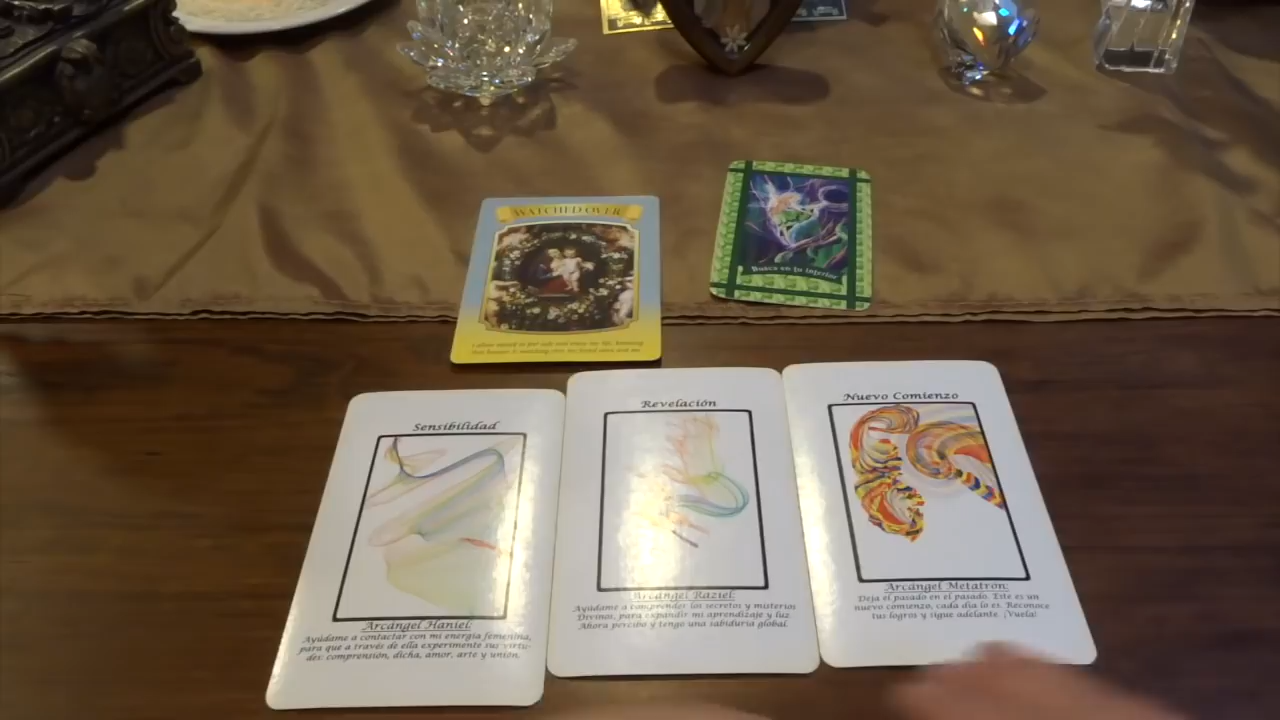 WATCHED OVER
Busca en tu interior
Sensibilidad
Arcángel Haniel:
Ayúdame a contactar con mi energía femenina,
para que a través de ella experimente sus virtu-
des: comprensión, dicha, amor, arte y unión.
Revelación
Arcángel Raziel:
Ayúdame a comprender los secretos y misterios
Divinos, para expandir mi aprendizaje y luz.
Ahora percibo y tengo una sabiduría global.
Nuevo Comienzo
Arcángel Metatrón:
Deja el pasado en el pasado. Este es un
nuevo comienzo, cada día lo es. Reconoce
tus logros y sigue adelante. ¡Vuela!